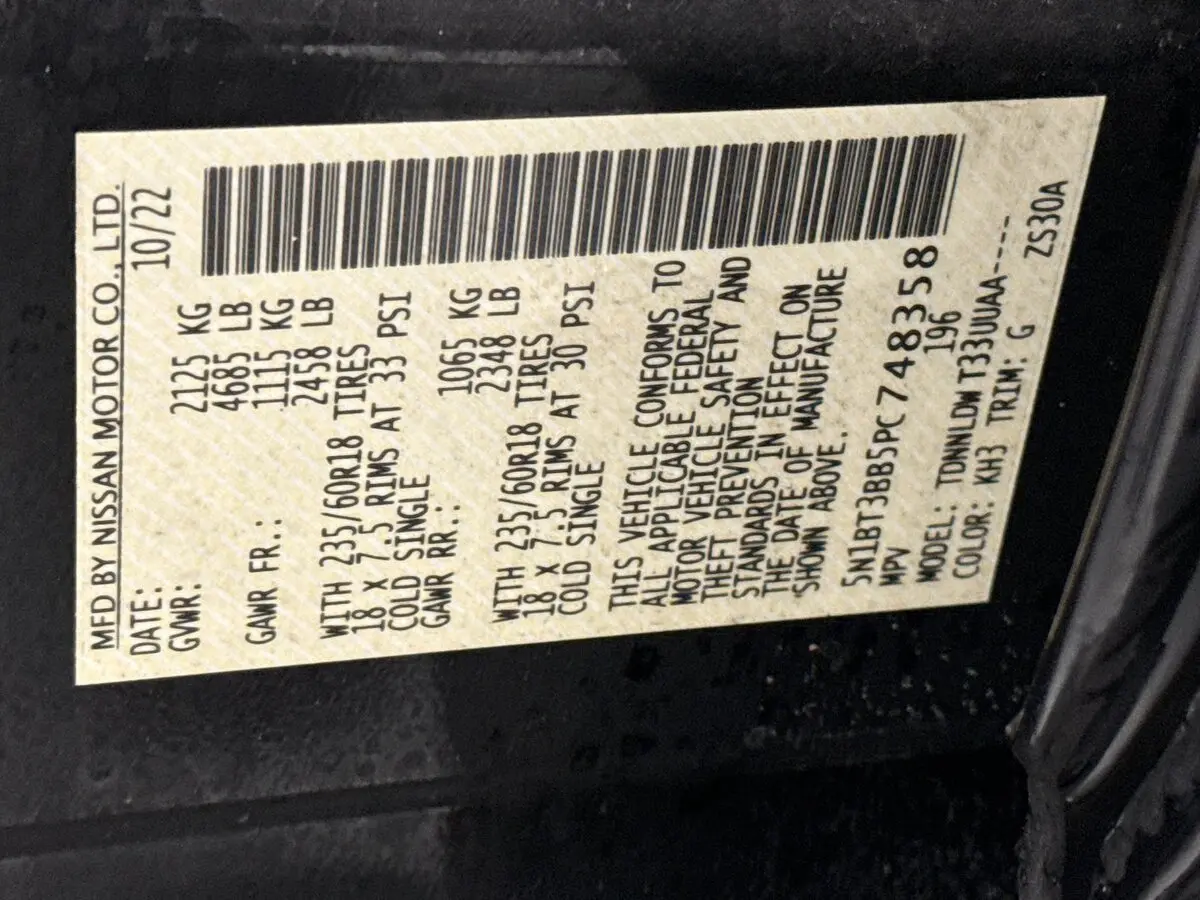 MFD BY NISSAN MOTOR CO., LTD.
DATE: 10/22
GVWR: 2125 KG
4685 LB
GAWR FR.: 1115 KG
2458 LB
WITH 235/60R18 TIRES
18 X 7.5 RIMS AT 33 PSI
COLD SINGLE
GAWR RR.: 1065 KG
2348 LB
WITH 235/60R18 TIRES
18 X 7.5 RIMS AT 30 PSI
COLD SINGLE
THIS VEHICLE CONFORMS TO
ALL APPLICABLE FEDERAL
MOTOR VEHICLE SAFETY AND
THEFT PREVENTION
STANDARDS IN EFFECT ON
THE DATE OF MANUFACTURE
SHOWN ABOVE.
5N1BT3BB5PC748358
MPV 196
MODEL: TDNNLDW T33UUAA----
COLOR: KH3 TRIM: G ZS30A